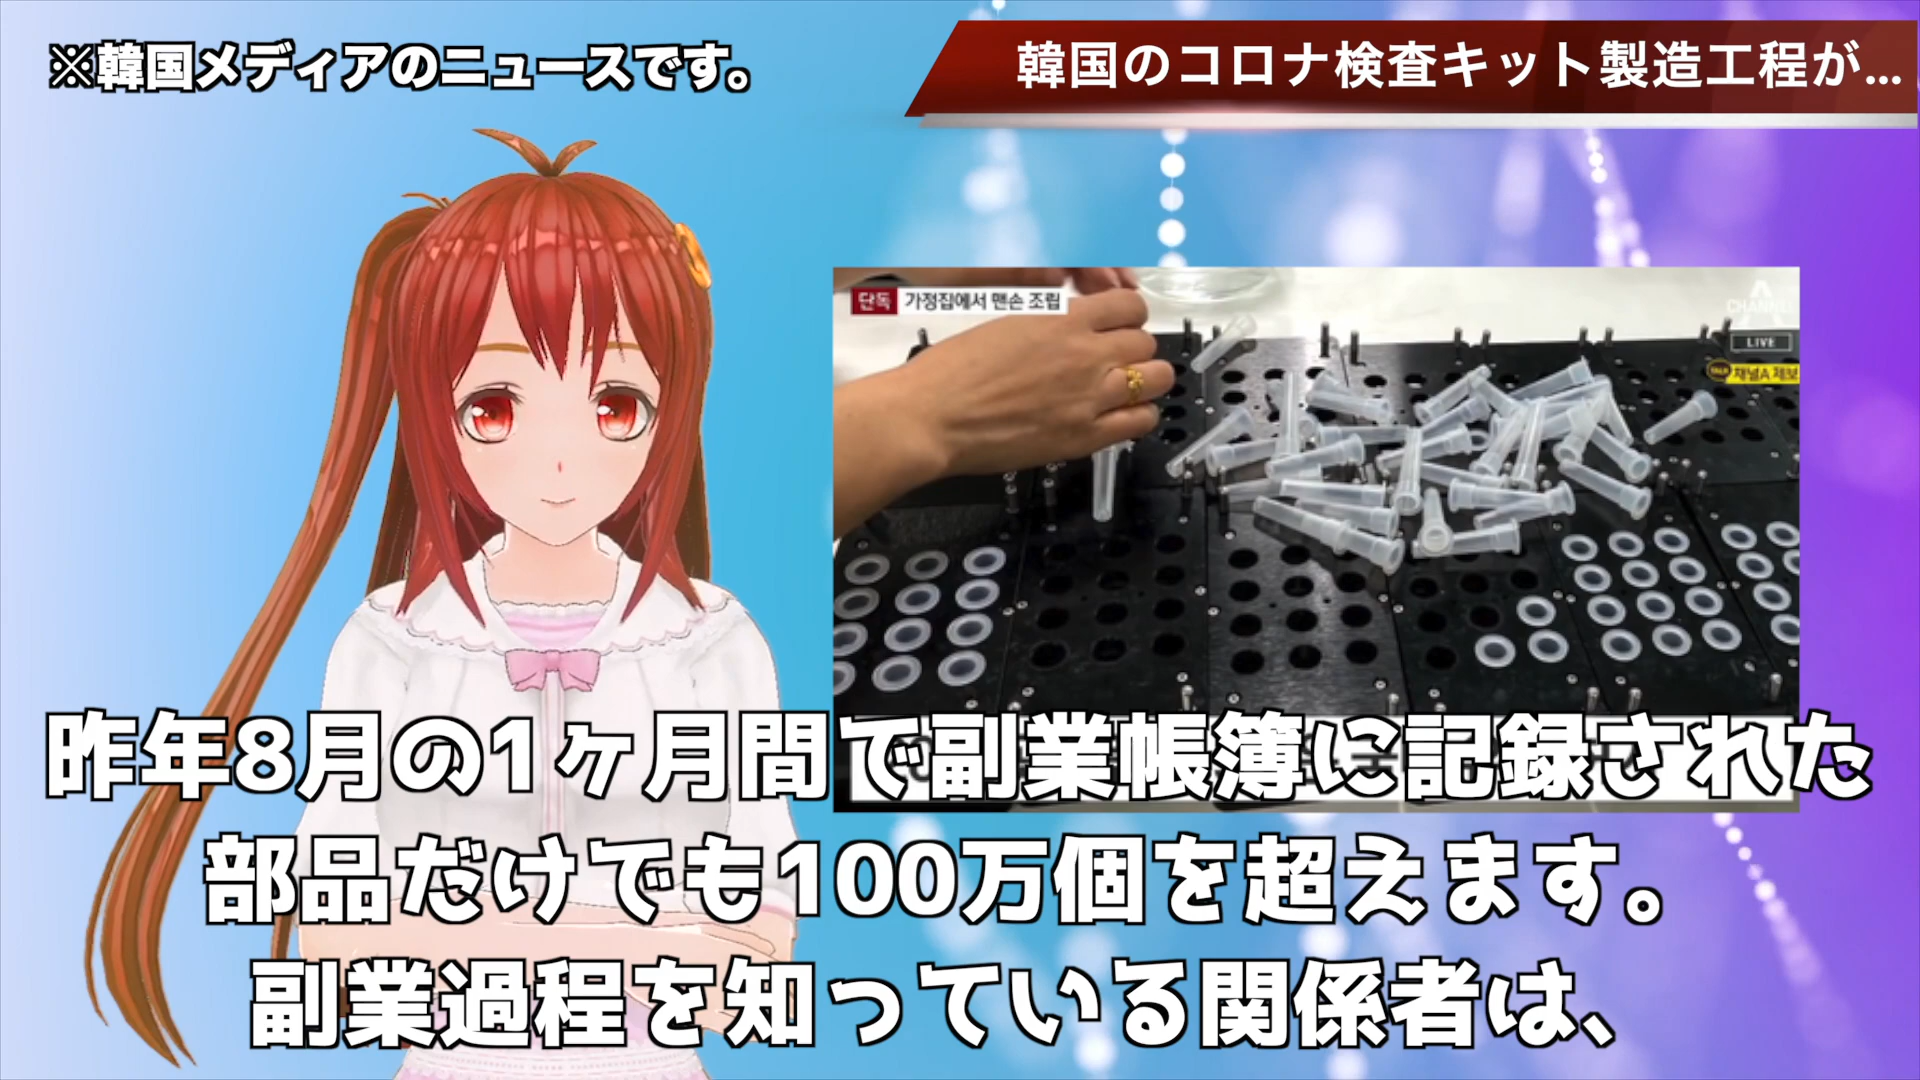 ※韓国メディアのニュースです。
韓国のコロナ検査キット製造工程が...
단독 가정집에서 맨손 조립
CHANNEL
LIVE
채널A 제보
昨年8月の1ヶ月間で副業帳簿に記録された
部品だけでも100万個を超えます。
副業過程を知っている関係者は、